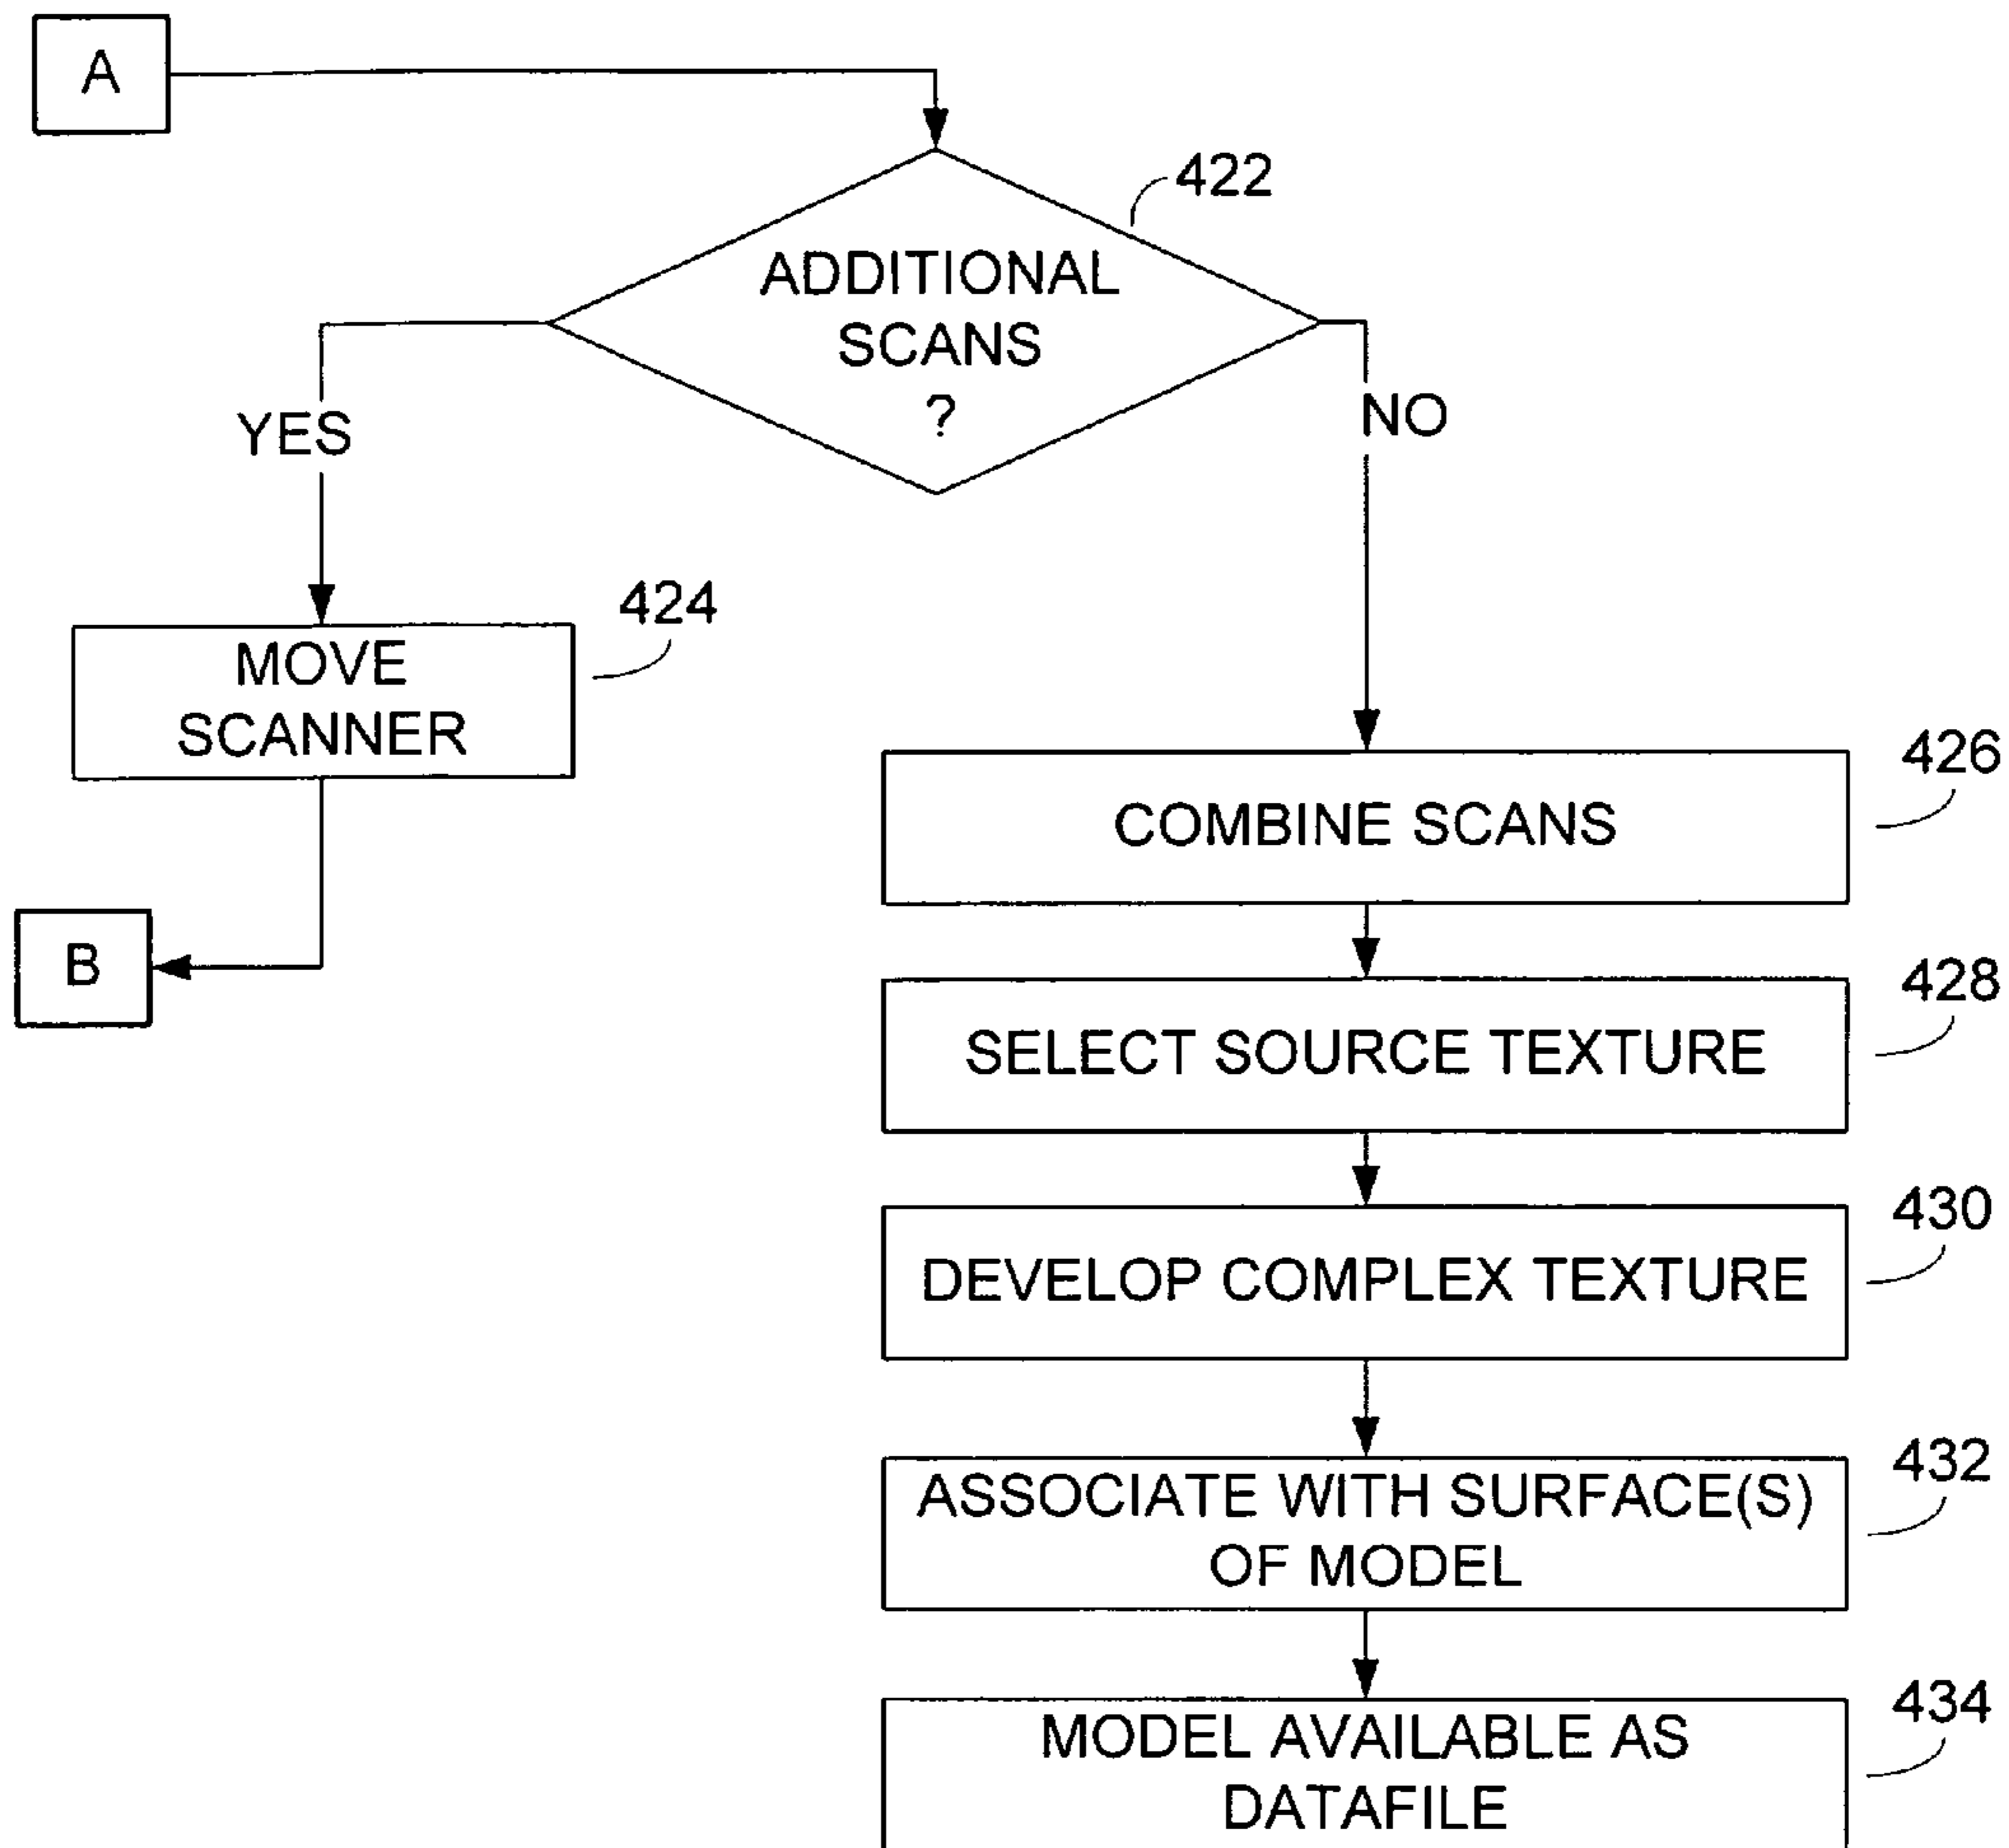 A
422
ADDITIONAL
SCANS
?
YES
NO
424
MOVE
SCANNER
426
COMBINE SCANS
B
428
SELECT SOURCE TEXTURE
430
DEVELOP COMPLEX TEXTURE
432
ASSOCIATE WITH SURFACE(S)
OF MODEL
434
MODEL AVAILABLE AS
DATAFILE